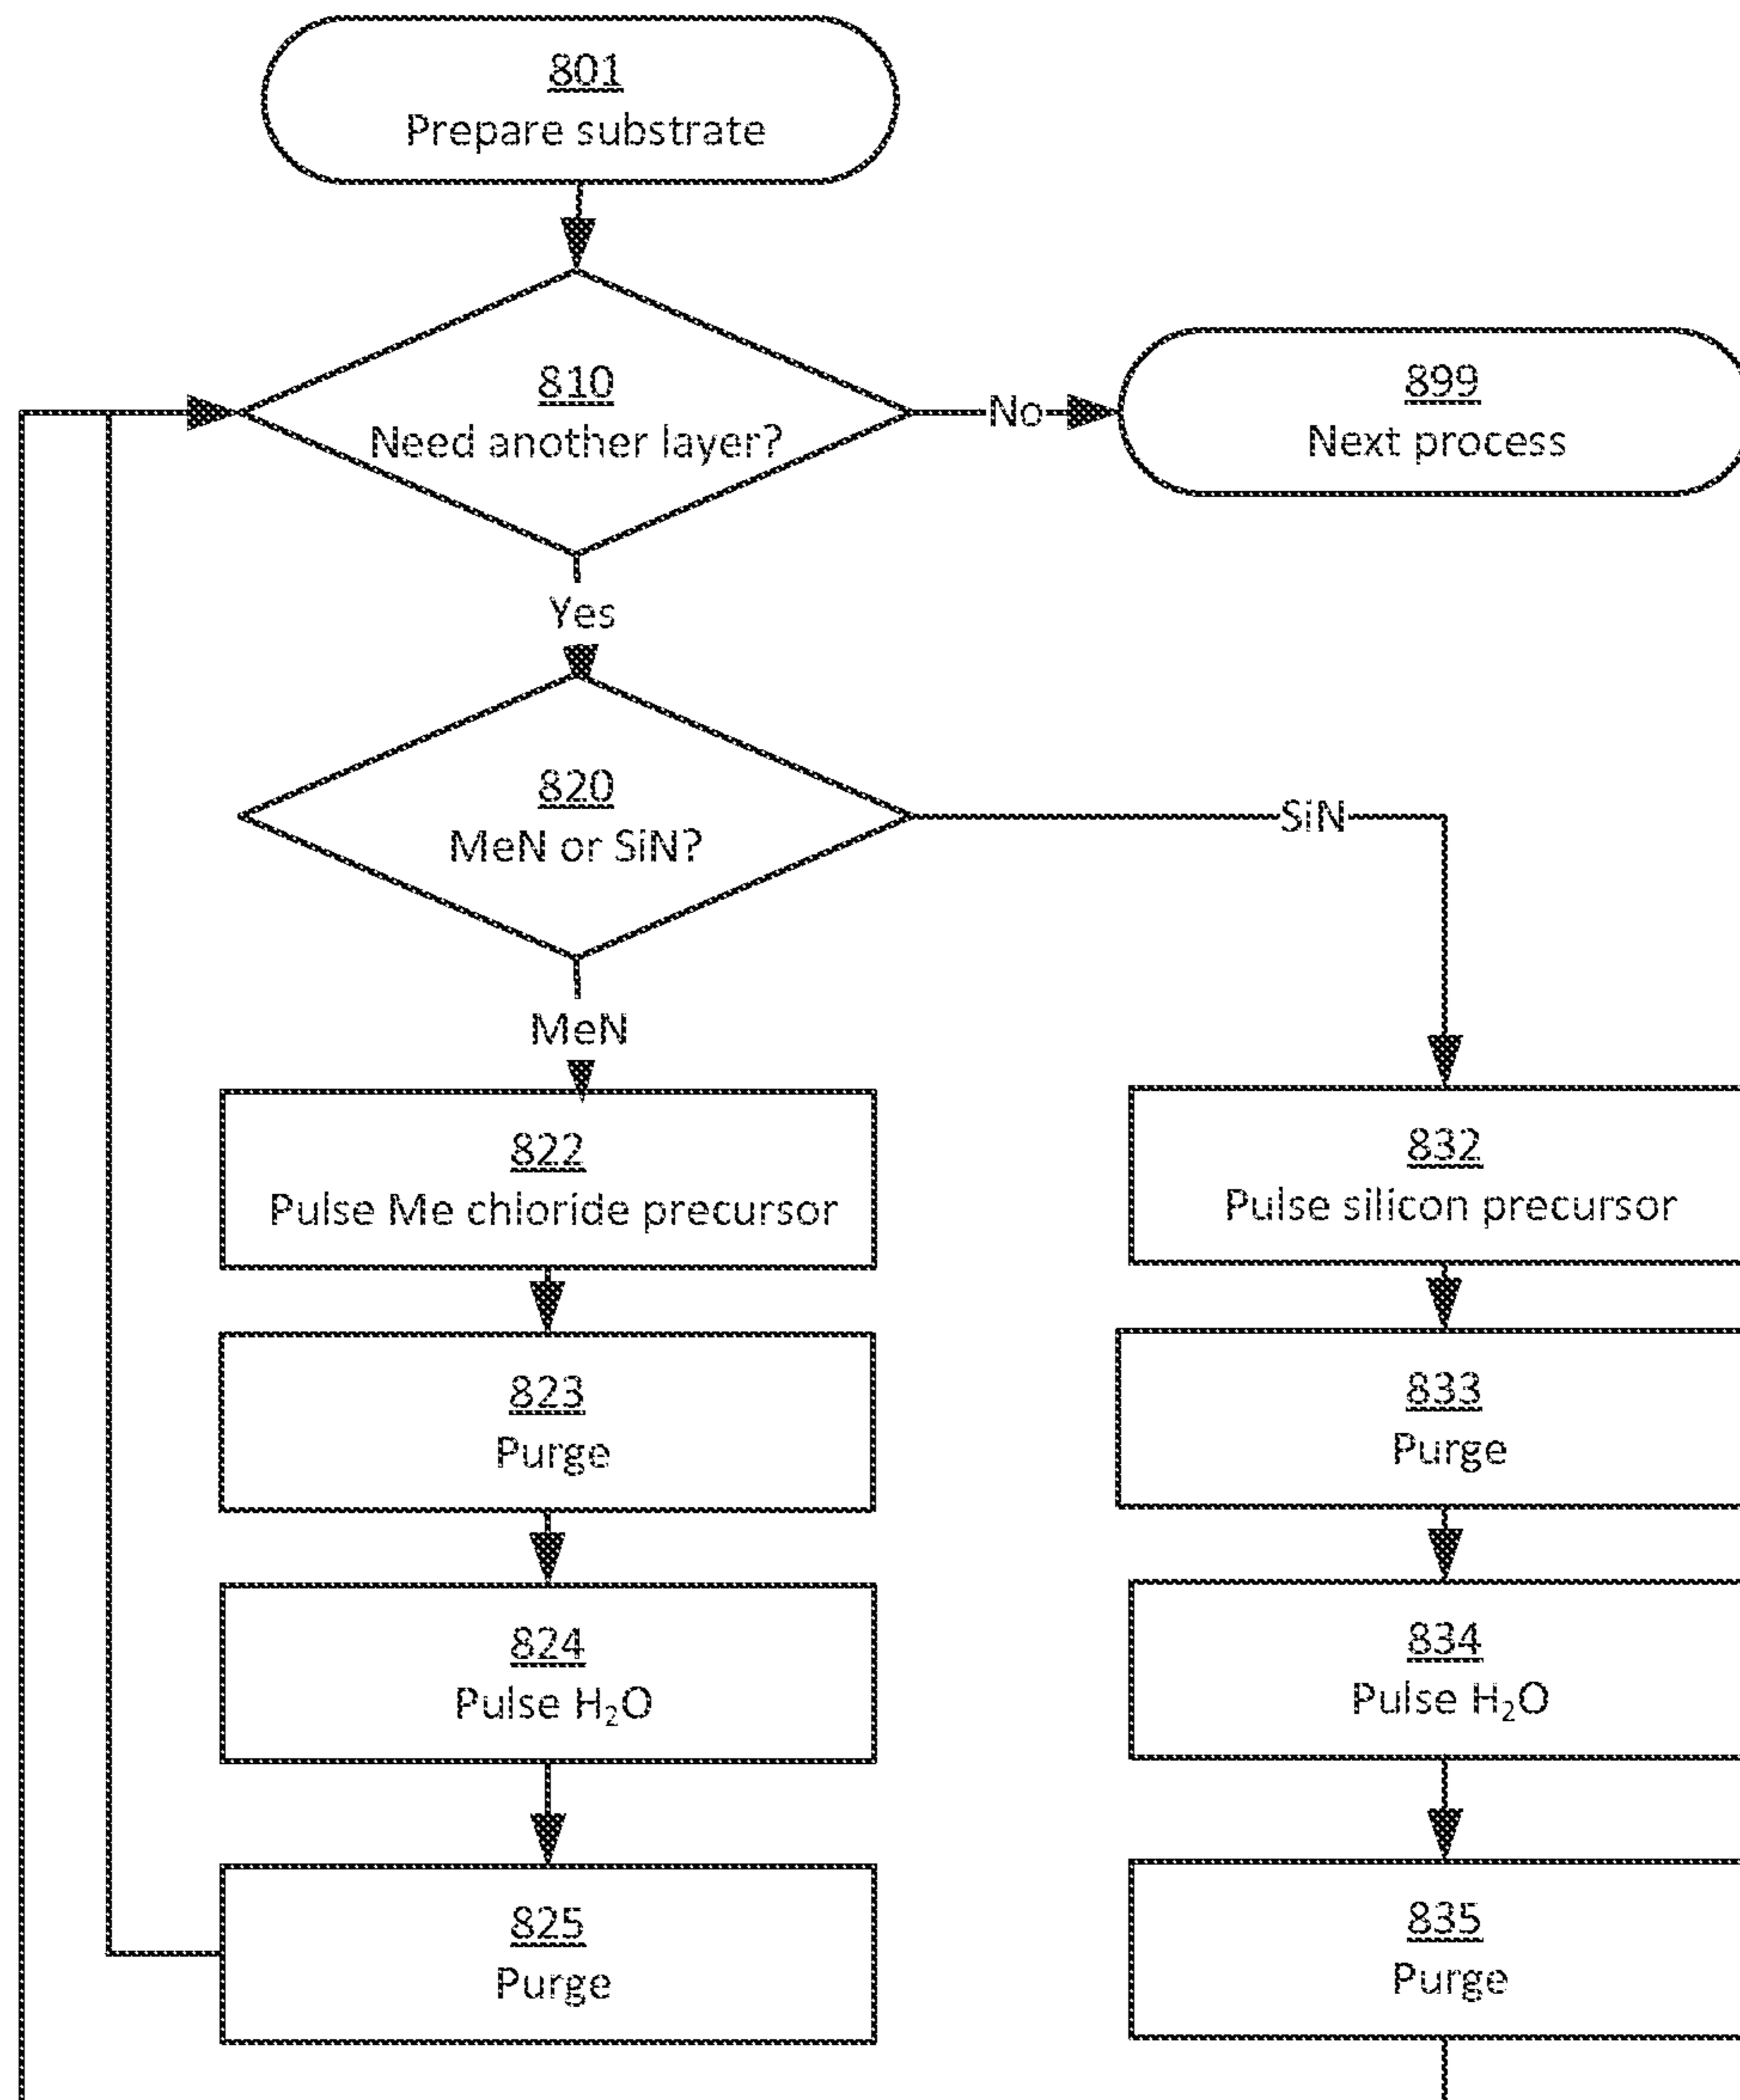 801
Prepare substrate
810
Need another layer?
No
899
Next process
Yes
820
MeN or SiN?
SiN
MeN
822
Pulse Me chloride precursor
832
Pulse silicon precursor
823
Purge
833
Purge
824
Pulse H₂O
834
Pulse H₂O
825
Purge
835
Purge